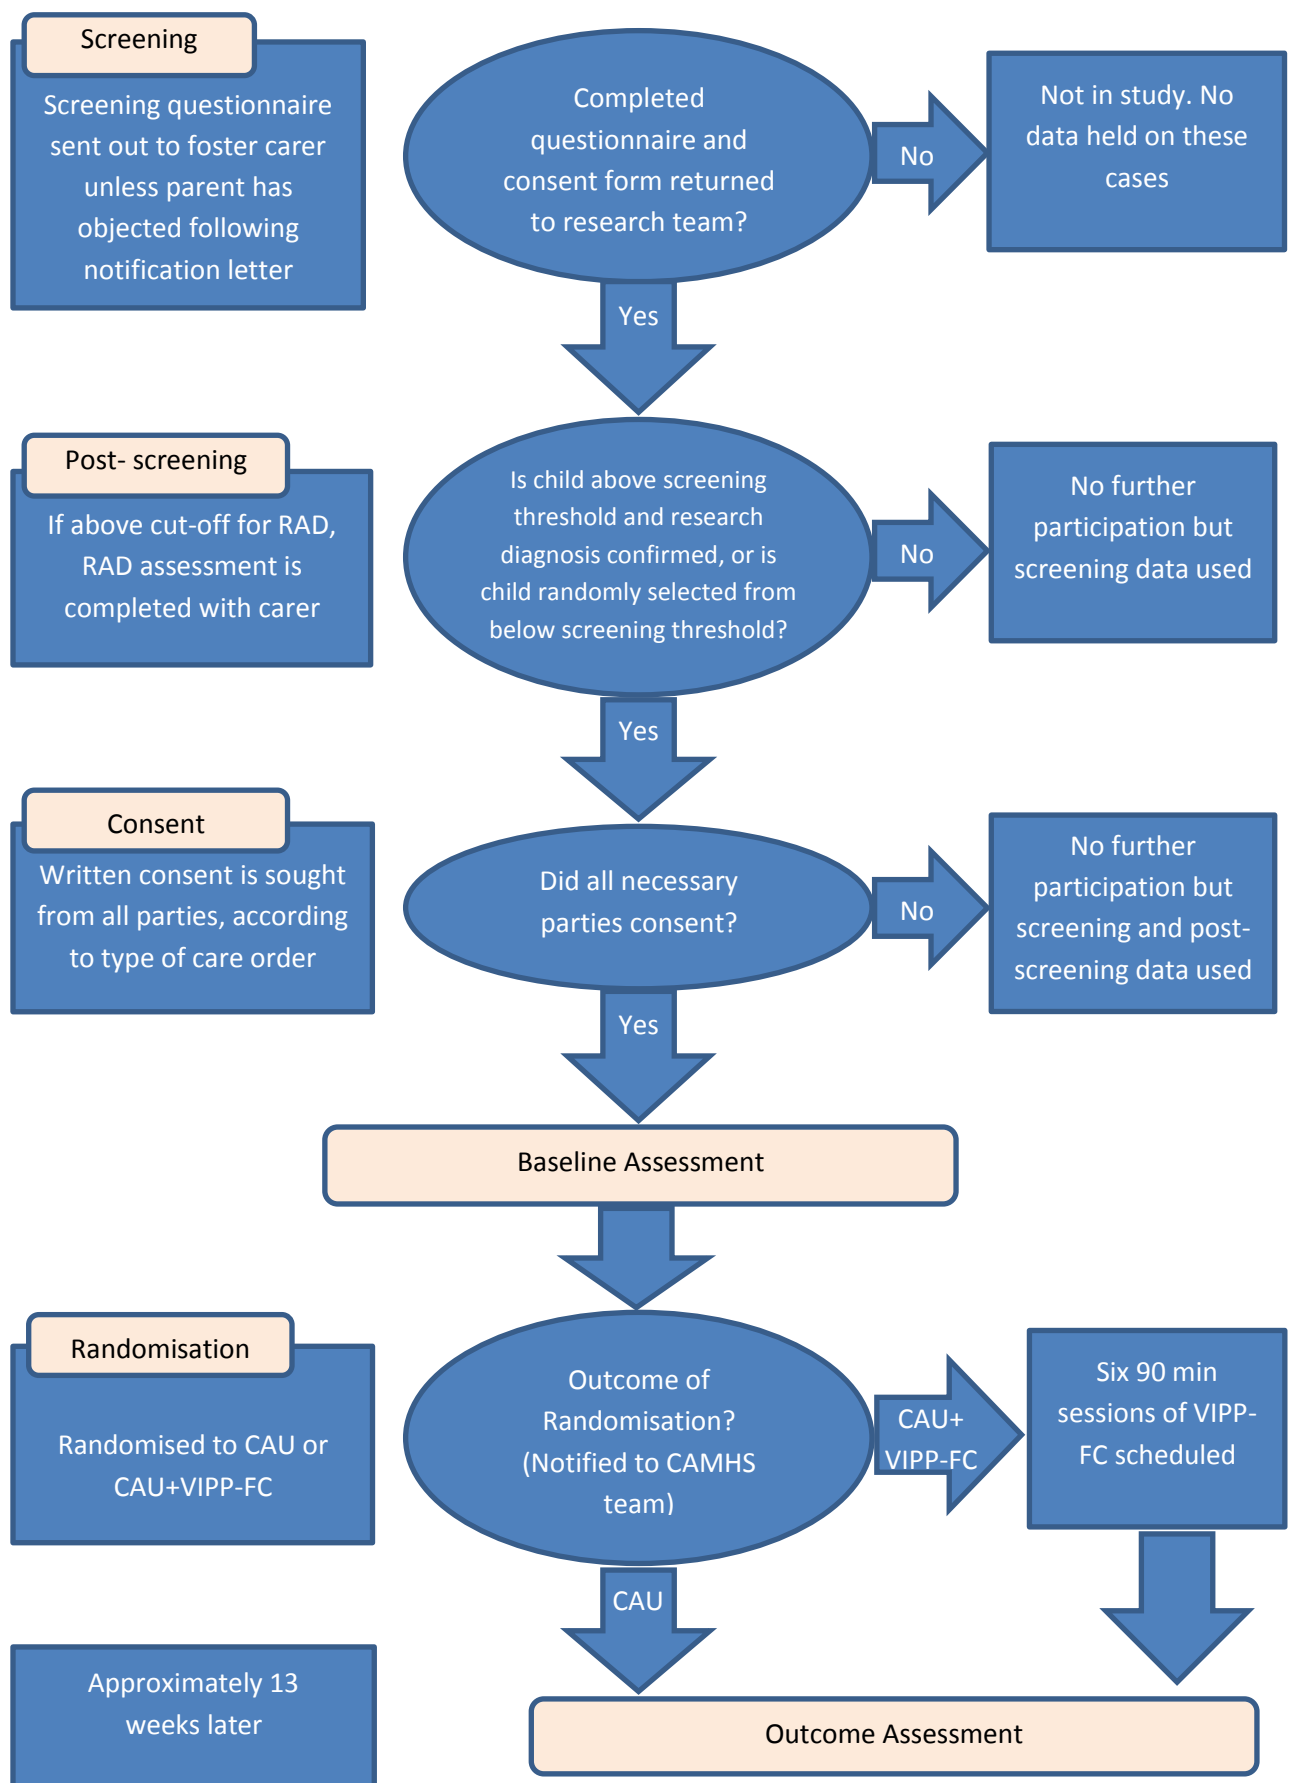 Screening
Screening questionnaire
sent out to foster carer
unless parent has
objected following
notification letter
Completed
questionnaire and
consent form returned
to research team?
No
Not in study. No
data held on these
cases
Yes
Post- screening
If above cut-off for RAD,
RAD assessment is
completed with carer
Is child above screening
threshold and research
diagnosis confirmed, or is
child randomly selected from
below screening threshold?
No
No further
participation but
screening data used
Yes
Consent
Written consent is sought
from all parties, according
to type of care order
Did all necessary
parties consent?
No
No further
participation but
screening and post-
screening data used
Yes
Baseline Assessment
Randomisation
Randomised to CAU or
CAU+VIPP-FC
Outcome of
Randomisation?
(Notified to CAMHS
team)
CAU+
VIPP-FC
Six 90 min
sessions of VIPP-
FC scheduled
CAU
Approximately 13
weeks later
Outcome Assessment